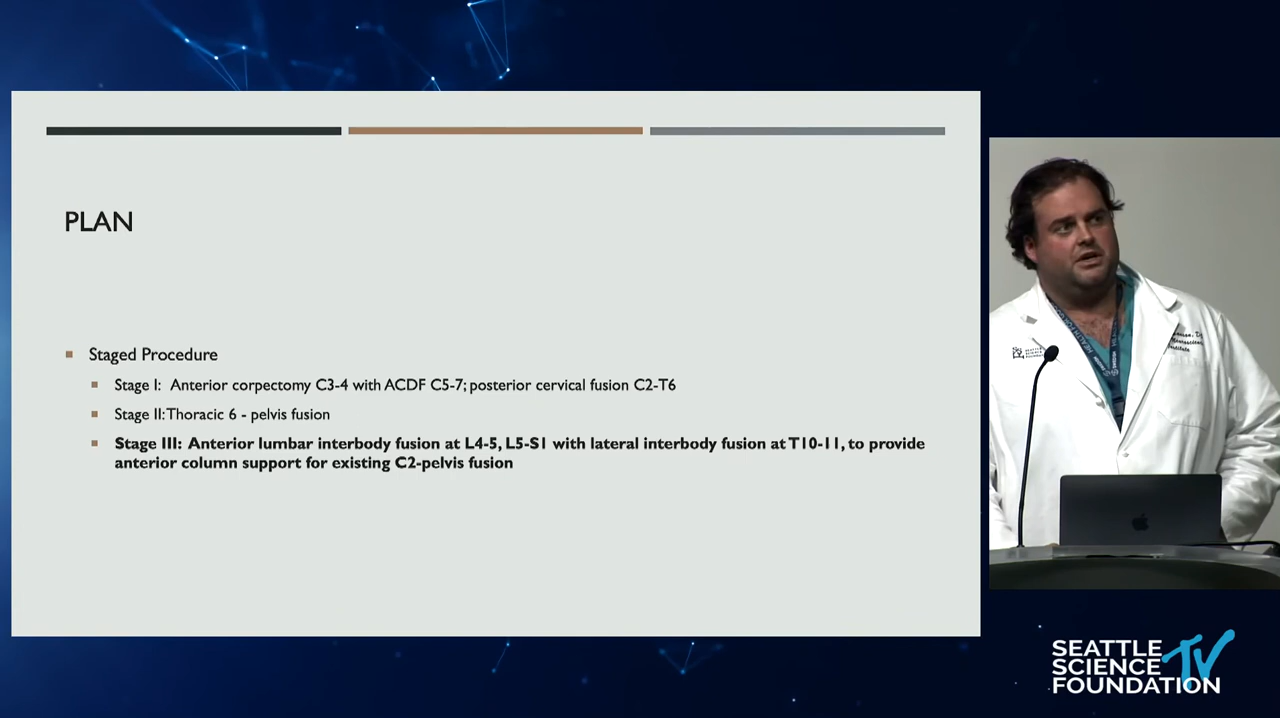 PLAN
Staged Procedure
Stage I: Anterior corpectomy C3-4 with ACDF C5-7; posterior cervical fusion C2-T6
Stage II: Thoracic 6 - pelvis fusion
Stage III: Anterior lumbar interbody fusion at L4-5, L5-S1 with lateral interbody fusion at T10-11, to provide
anterior column support for existing C2-pelvis fusion
SEATTLE
SCIENCE
FOUNDATION
TV